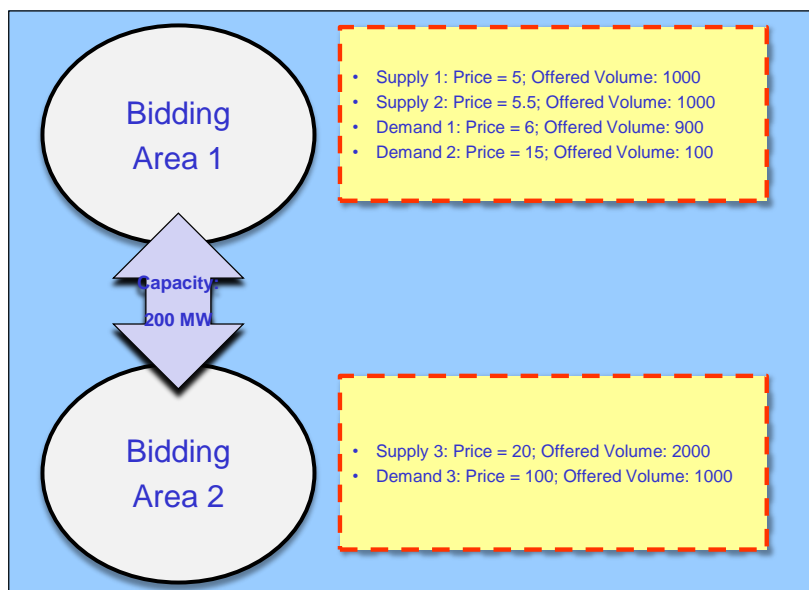 Bidding
Area 1
• Supply 1: Price = 5; Offered Volume: 1000
• Supply 2: Price = 5.5; Offered Volume: 1000
• Demand 1: Price = 6; Offered Volume: 900
• Demand 2: Price = 15; Offered Volume: 100
Capacity:
200 MW
Bidding
Area 2
• Supply 3: Price = 20; Offered Volume: 2000
• Demand 3: Price = 100; Offered Volume: 1000